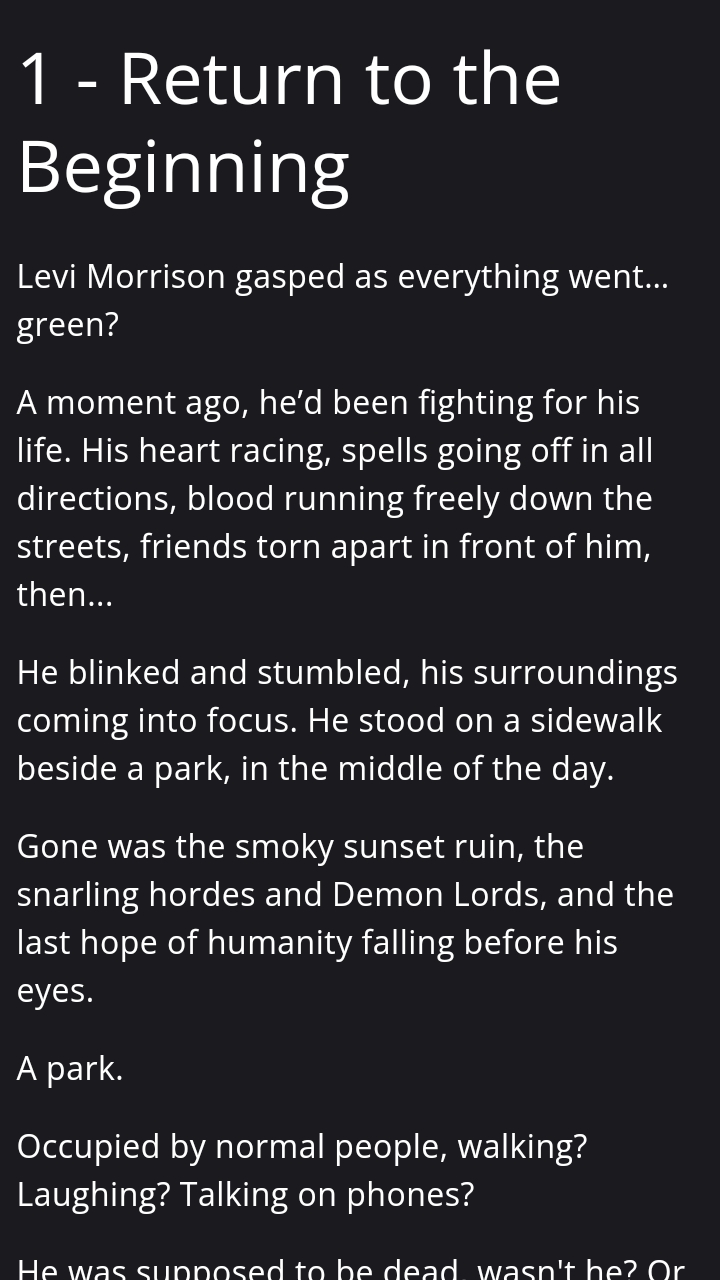 1 - Return to the
Beginning
Levi Morrison gasped as everything went...
green?
A moment ago, he’d been fighting for his
life. His heart racing, spells going off in all
directions, blood running freely down the
streets, friends torn apart in front of him,
then...
He blinked and stumbled, his surroundings
coming into focus. He stood on a sidewalk
beside a park, in the middle of the day.
Gone was the smoky sunset ruin, the
snarling hordes and Demon Lords, and the
last hope of humanity falling before his
eyes.
A park.
Occupied by normal people, walking?
Laughing? Talking on phones?
He was supposed to be dead, wasn't he? Or